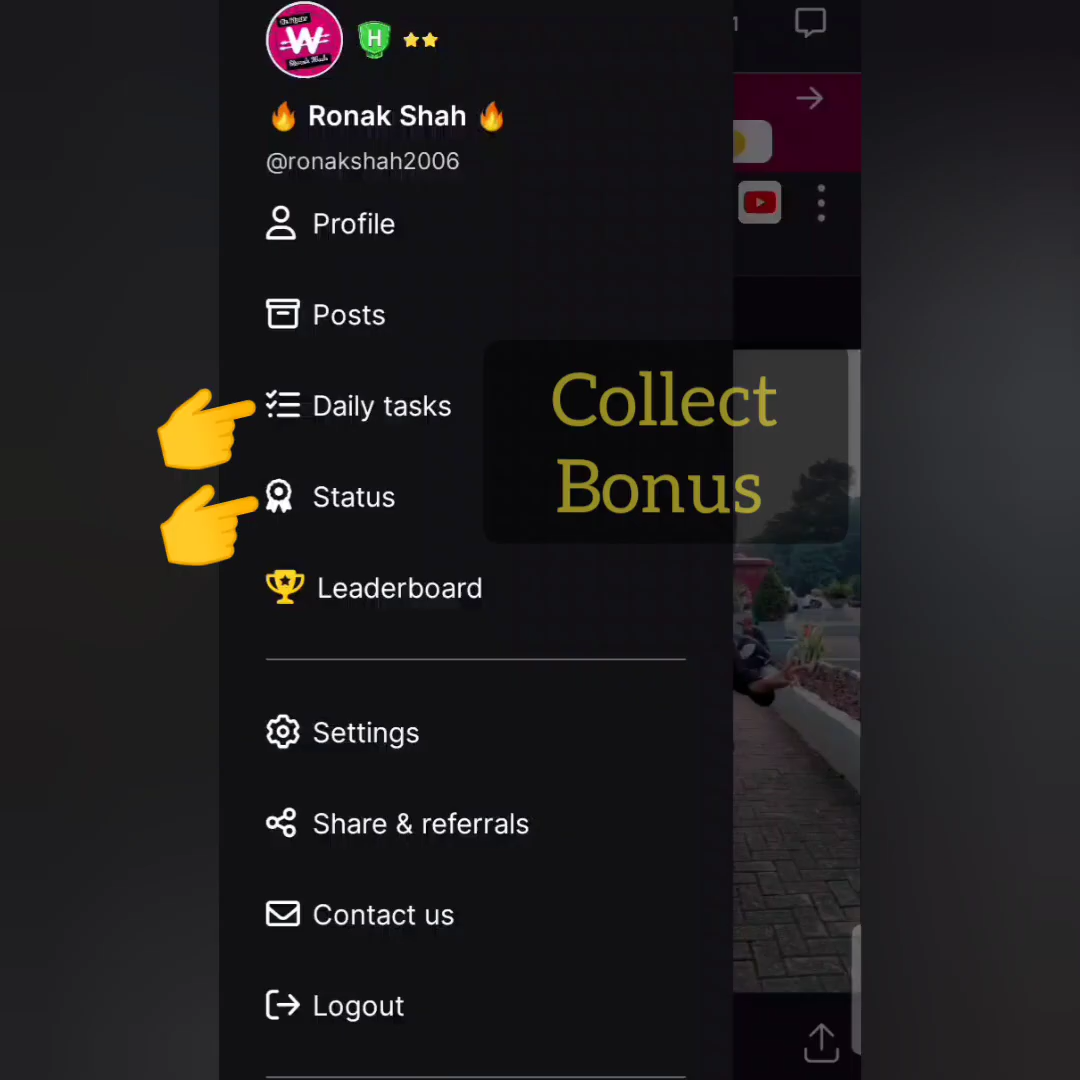 W
H
🔥 Ronak Shah 🔥
@ronakshah2006
Profile
Posts
Daily tasks
Collect
Bonus
Status
Leaderboard
Settings
Share & referrals
Contact us
Logout